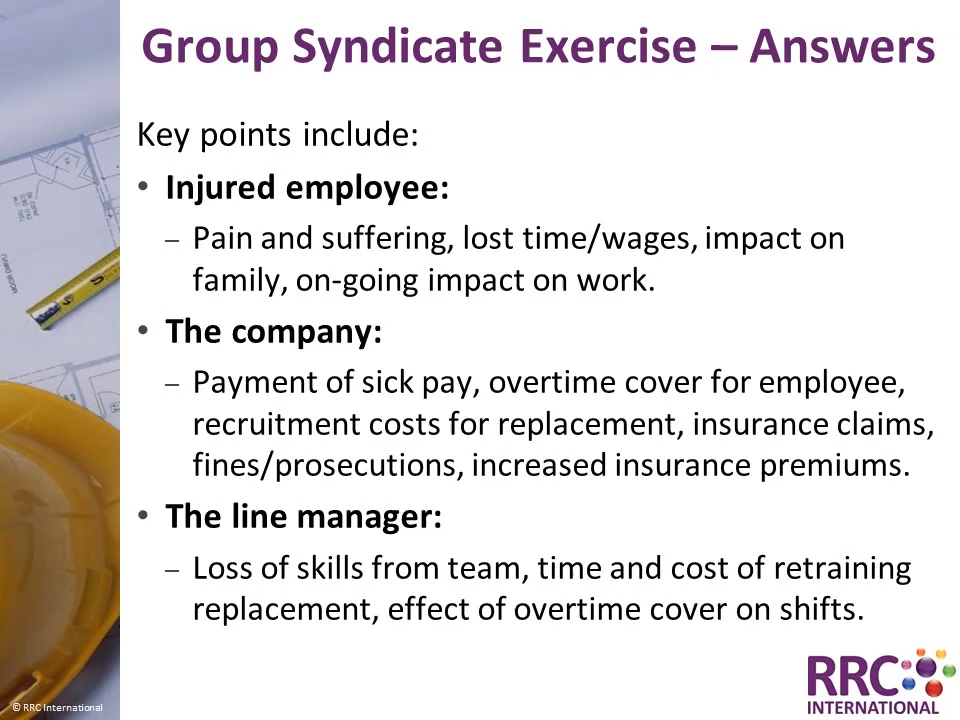 Group Syndicate Exercise – Answers
Key points include:
• Injured employee:
– Pain and suffering, lost time/wages, impact on
family, on-going impact on work.
• The company:
– Payment of sick pay, overtime cover for employee,
recruitment costs for replacement, insurance claims,
fines/prosecutions, increased insurance premiums.
• The line manager:
– Loss of skills from team, time and cost of retraining
replacement, effect of overtime cover on shifts.
© RRC International
RRC
INTERNATIONAL